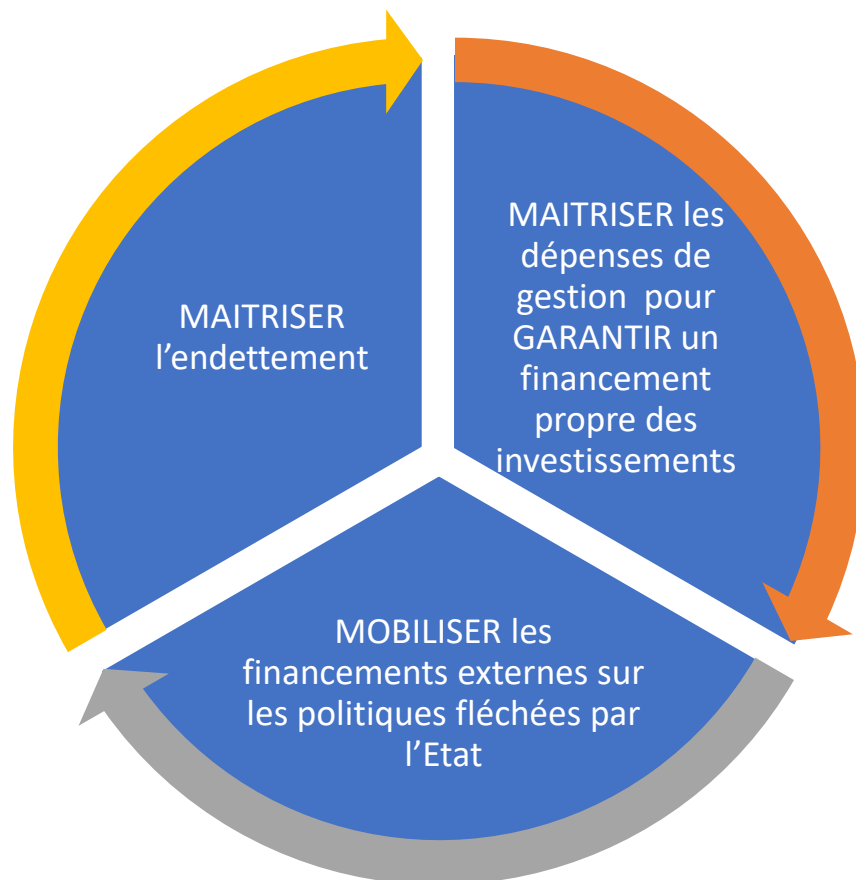 MAITRISER les
dépenses de
gestion  pour
GARANTIR un
financement
propre des
investissements
MOBILISER les
financements externes sur
les politiques fléchées par
l’Etat
MAITRISER
l’endettement